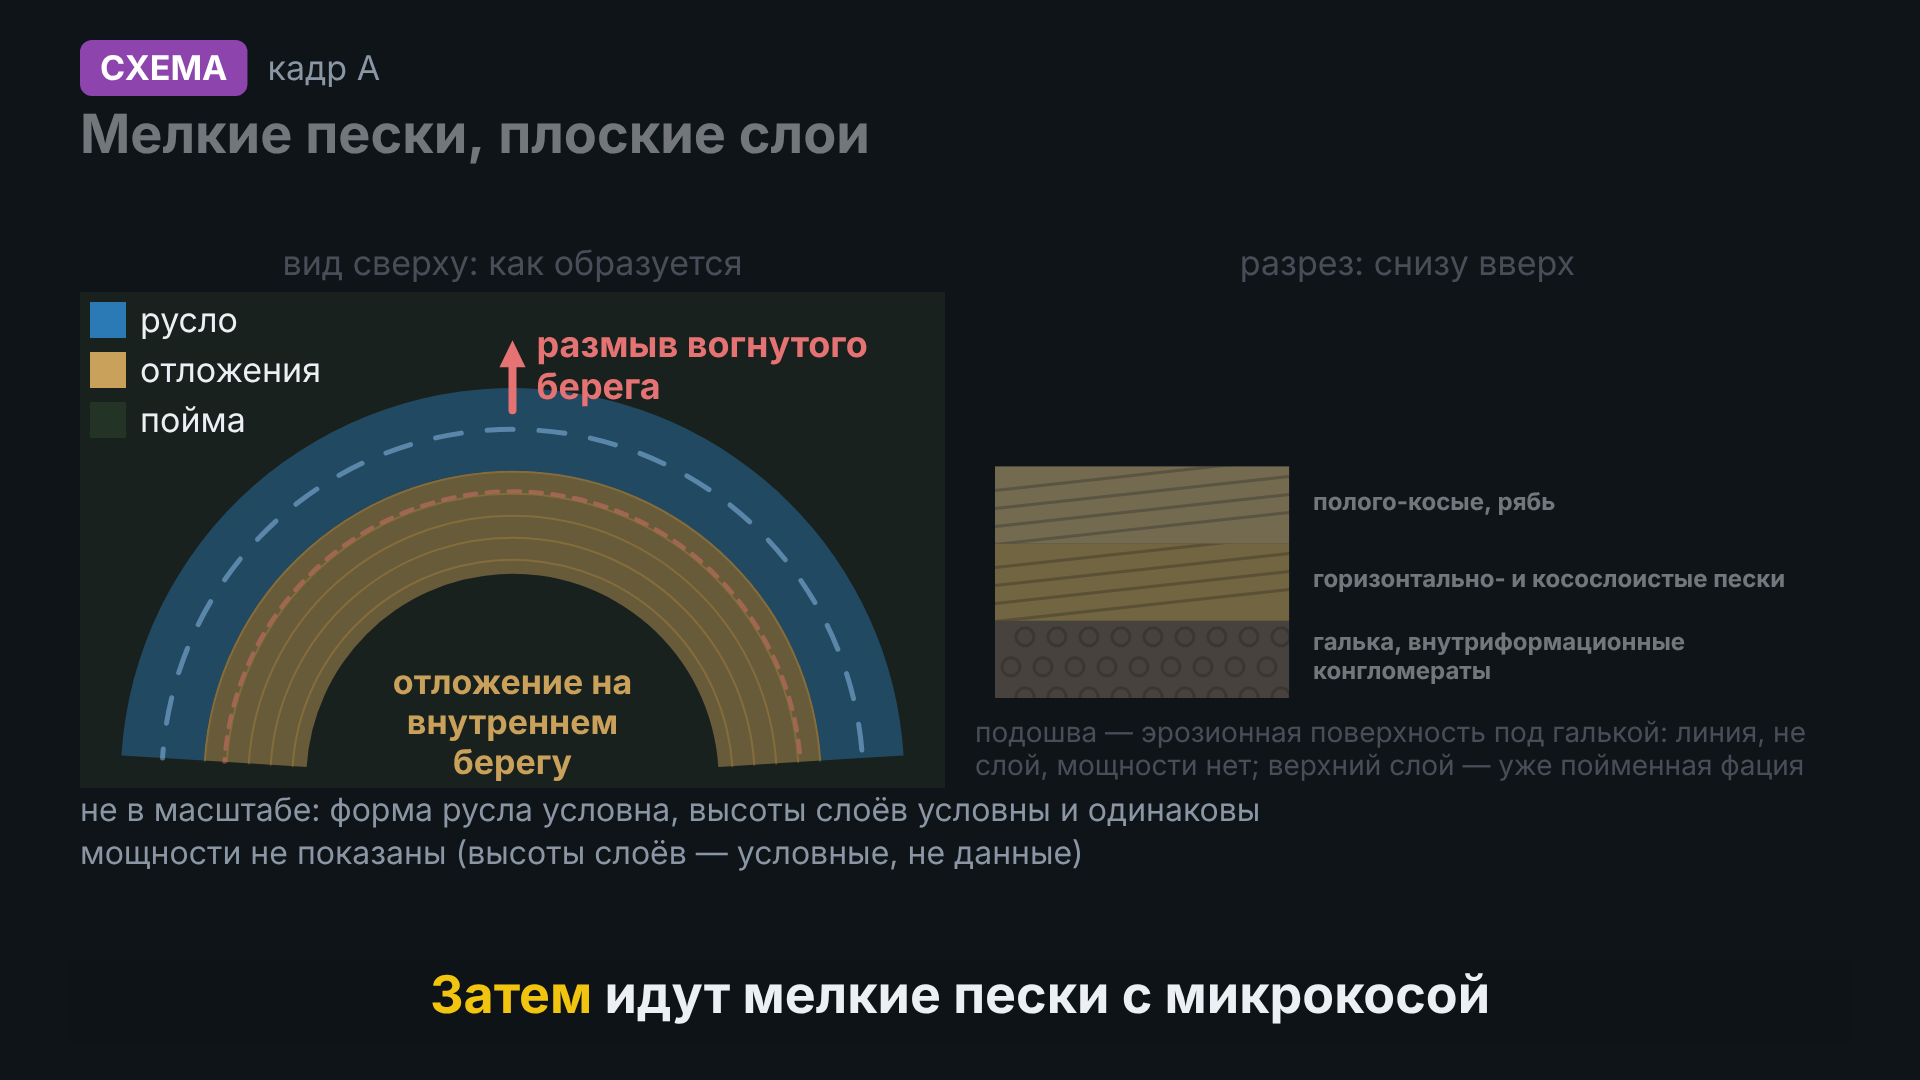 СХЕМА кадр А
Мелкие пески, плоские слои
вид сверху: как образуется
разрез: снизу вверх
русло
отложения
пойма
размыв вогнутого
берега
отложение на
внутреннем
берегу
полого-косые, рябь
горизонтально- и косослоистые пески
галька, внутриформационные
конгломераты
подошва — эрозионная поверхность под галькой: линия, не
слой, мощности нет; верхний слой — уже пойменная фация
не в масштабе: форма русла условна, высоты слоёв условны и одинаковы
мощности не показаны (высоты слоёв — условные, не данные)
Затем идут мелкие пески с микрокосой